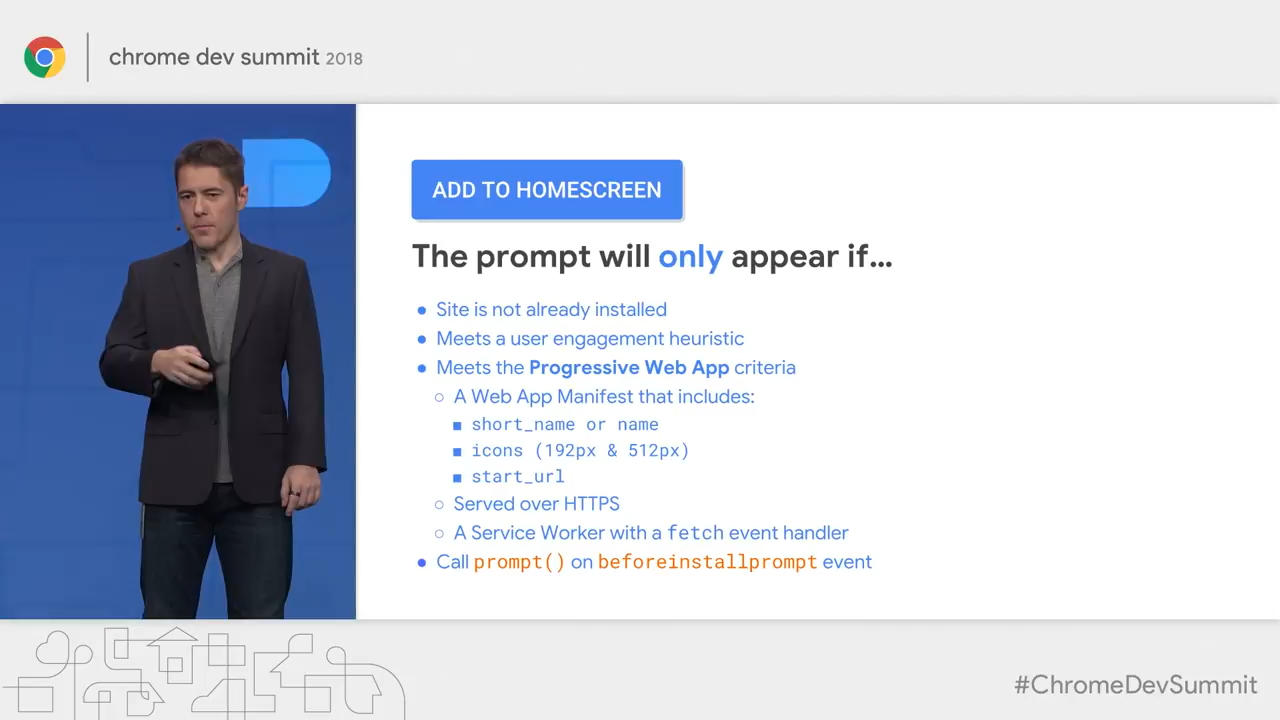 chrome dev summit 2018
ADD TO HOMESCREEN
The prompt will only appear if...
● Site is not already installed
● Meets a user engagement heuristic
● Meets the Progressive Web App criteria
○ A Web App Manifest that includes:
■ short_name or name
■ icons (192px & 512px)
■ start_url
○ Served over HTTPS
○ A Service Worker with a fetch event handler
● Call prompt() on beforeinstallprompt event
#ChromeDevSummit